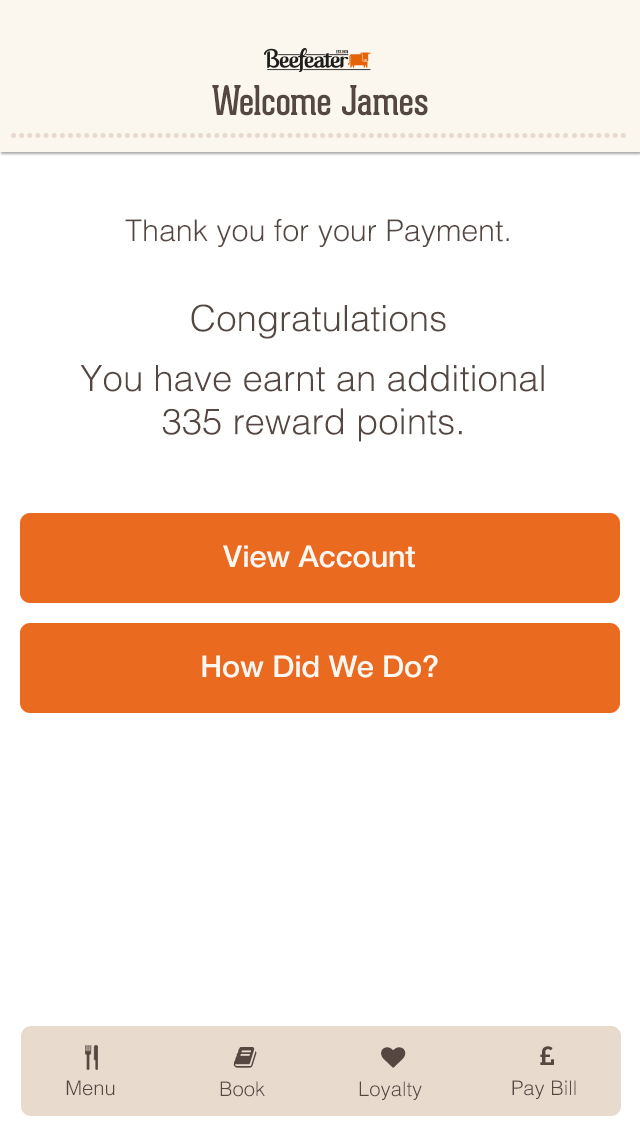 Beefeater
Welcome James
Thank you for your Payment.
Congratulations
You have earnt an additional
335 reward points.
View Account
How Did We Do?
£
Menu
Book
Loyalty
Pay Bill